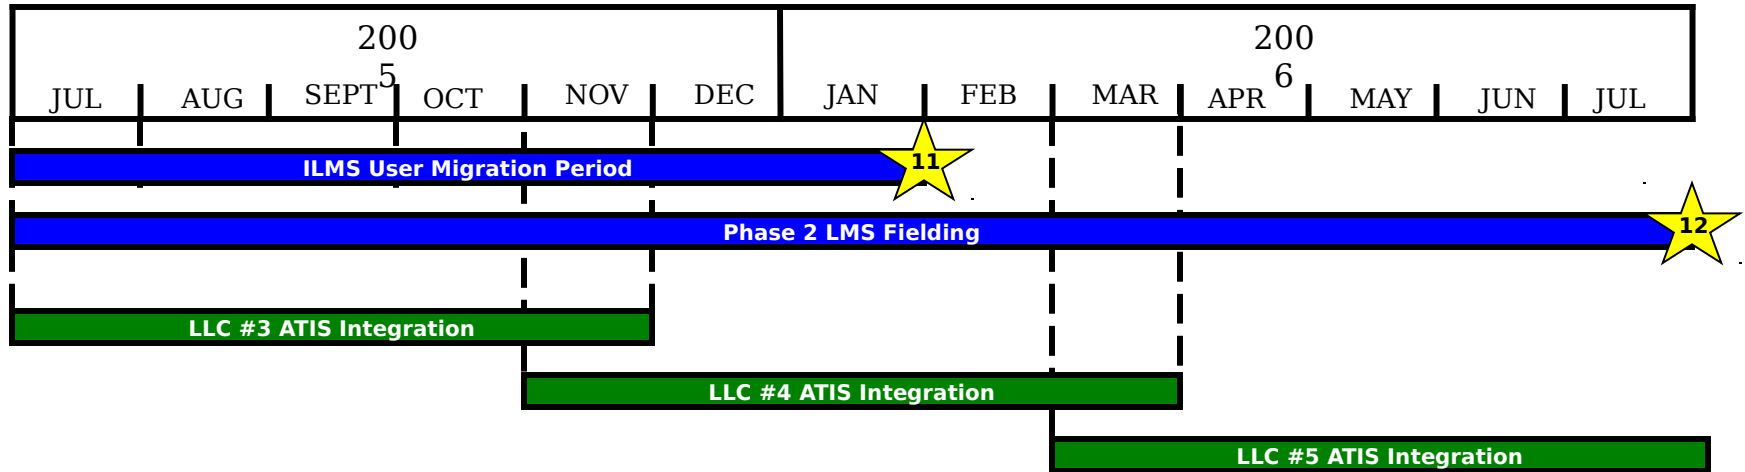 200
5
200
6
JUL AUG SEPT OCT NOV DEC JAN FEB MAR APR MAY JUN JUL
ILMS User Migration Period
11
Phase 2 LMS Fielding
12
LLC #3 ATIS Integration
LLC #4 ATIS Integration
LLC #5 ATIS Integration